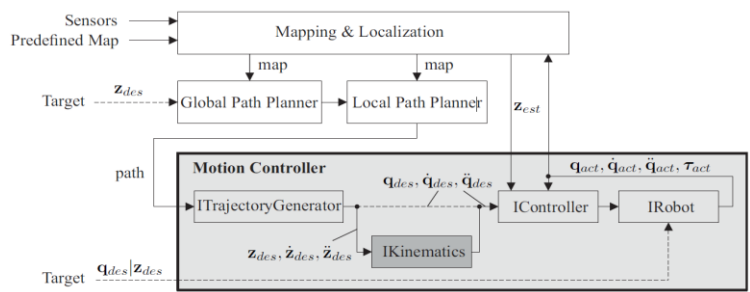 Sensors
Predefined Map
Mapping & Localization
map
map
Target
z_des
Global Path Planner
Local Path Planner
z_est
path
Motion Controller
q_des, q̇_des, q̈_des
q_act, q̇_act, q̈_act, τ_act
ITrajectoryGenerator
IController
IRobot
z_des, ż_des, z̈_des
IKinematics
Target
q_des|z_des